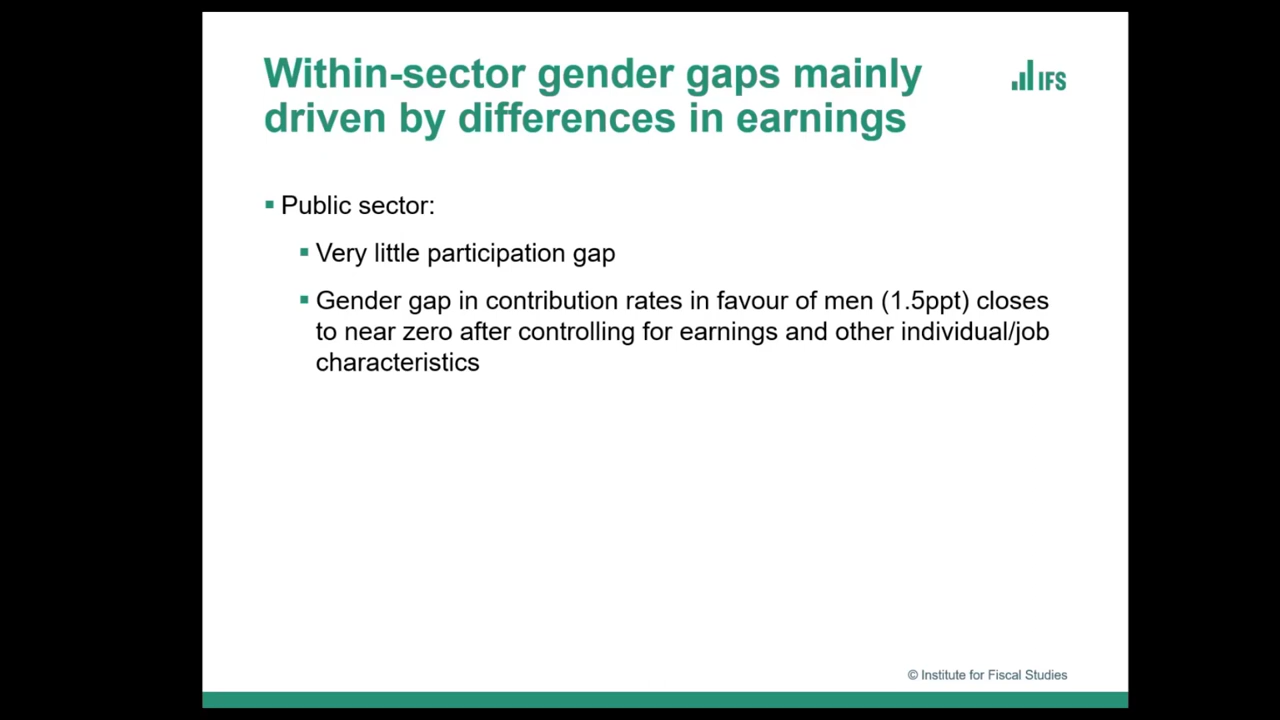 Within-sector gender gaps mainly
driven by differences in earnings
IFS
▪ Public sector:
▪ Very little participation gap
▪ Gender gap in contribution rates in favour of men (1.5ppt) closes
to near zero after controlling for earnings and other individual/job
characteristics
© Institute for Fiscal Studies